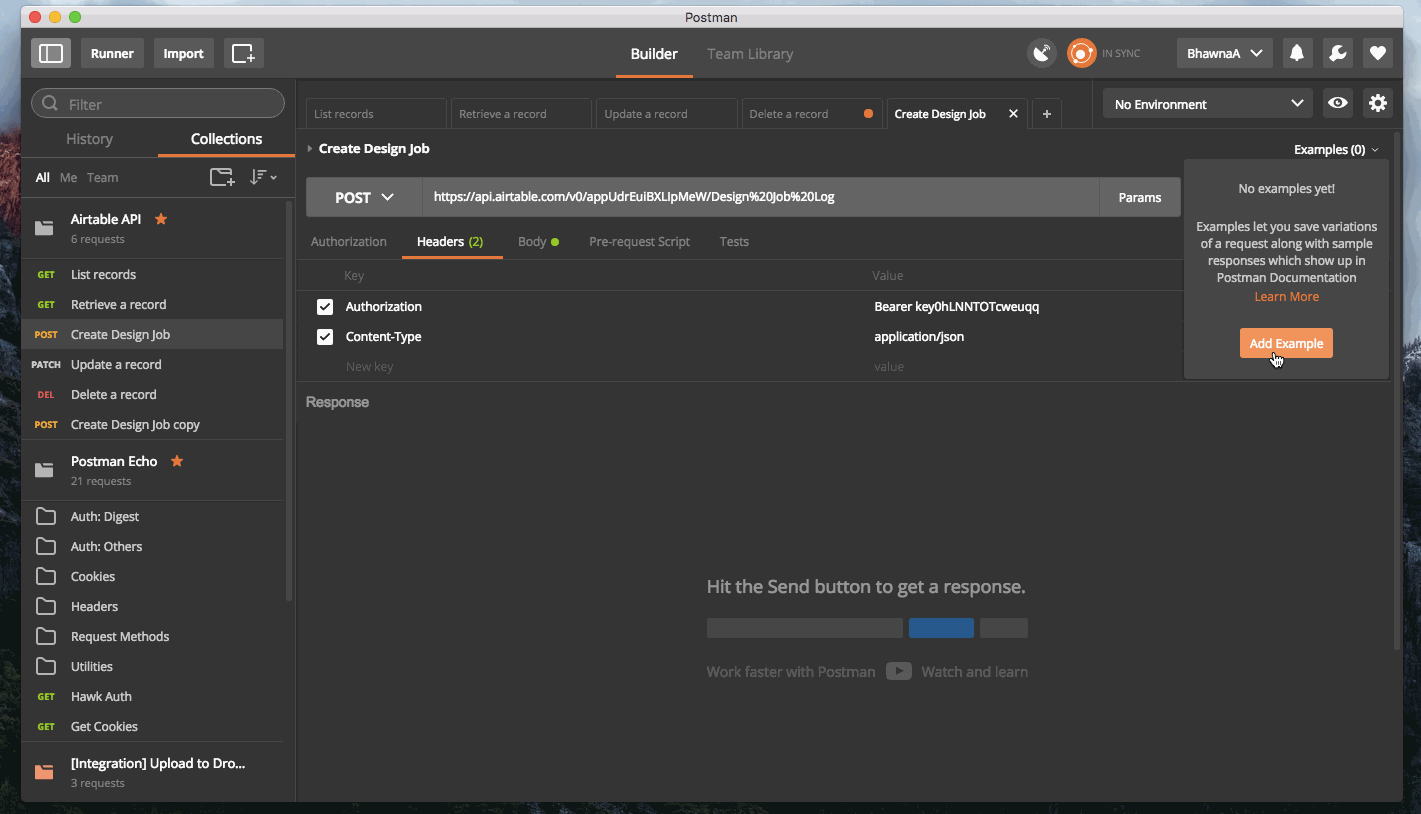 Postman
Runner
Import
Builder
Team Library
IN SYNC
BhawnaA
Filter
History
Collections
All
Me
Team
Airtable API
6 requests
GET List records
GET Retrieve a record
POST Create Design Job
PATCH Update a record
DEL Delete a record
POST Create Design Job copy
Postman Echo
21 requests
Auth: Digest
Auth: Others
Cookies
Headers
Request Methods
Utilities
GET Hawk Auth
GET Get Cookies
[Integration] Upload to Dro...
3 requests
List records
Retrieve a record
Update a record
Delete a record
Create Design Job
No Environment
Create Design Job
Examples (0)
POST
https://api.airtable.com/v0/appUdrEuiBXLIpMeW/Design%20Job%20Log
Params
Authorization
Headers (2)
Body
Pre-request Script
Tests
Key
Value
Authorization
Bearer key0hLNNTOTcweuqq
Content-Type
application/json
New key
value
No examples yet!
Examples let you save variations
of a request along with sample
responses which show up in
Postman Documentation
Learn More
Add Example
Response
Hit the Send button to get a response.
Work faster with Postman
Watch and learn